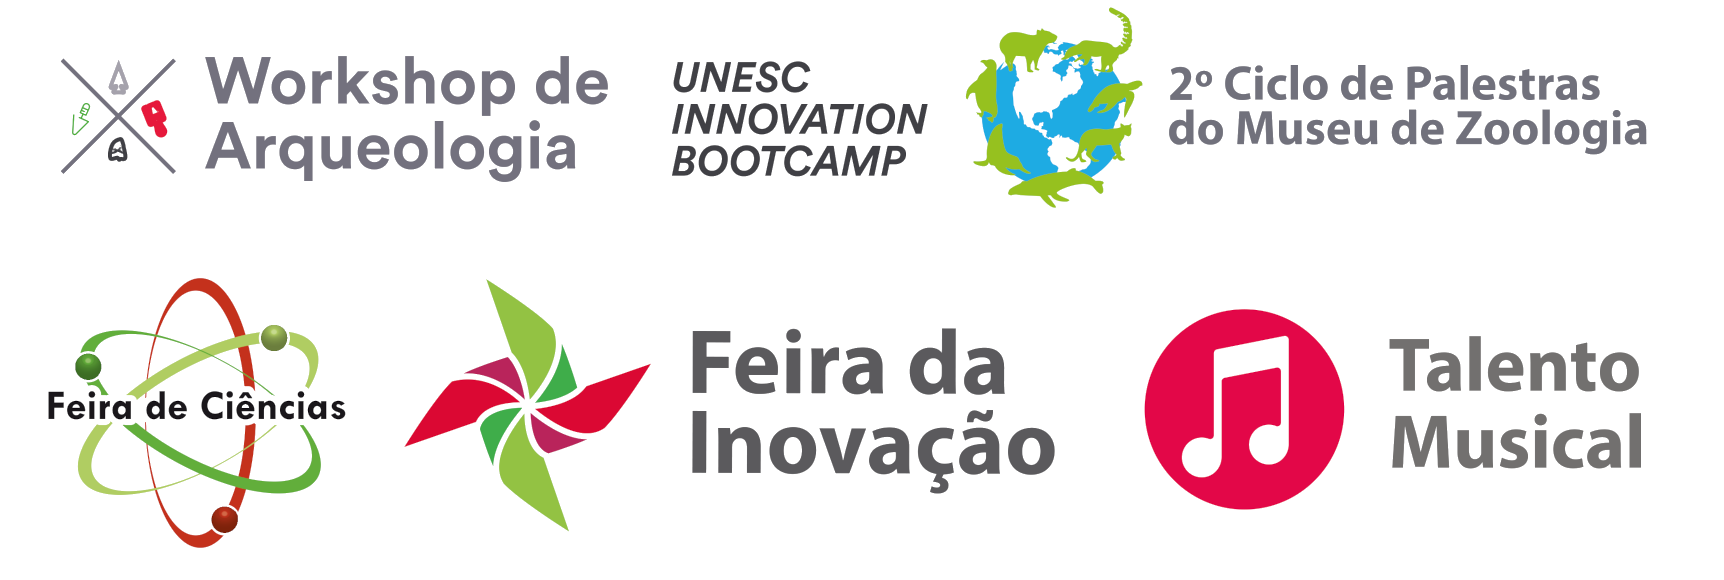 Workshop de
Arqueologia
UNESC
INNOVATION
BOOTCAMP
2º Ciclo de Palestras
do Museu de Zoologia
Feira de Ciências
Feira da
Inovação
Talento
Musical